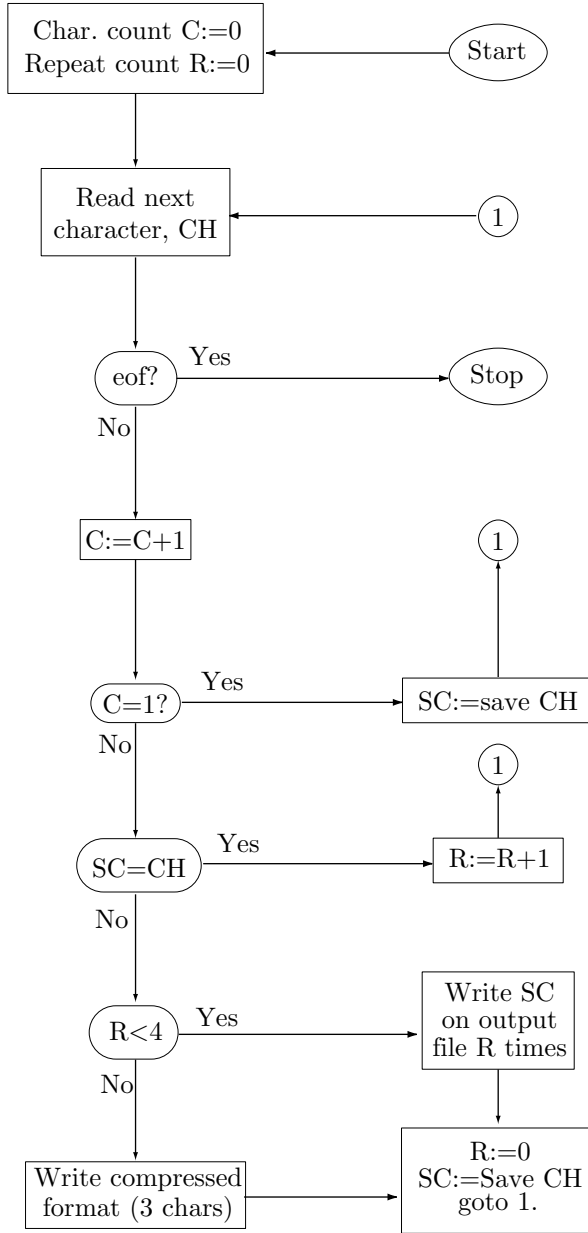 Char. count C:=0
Repeat count R:=0
Start
Read next
character, CH
1
eof?
Yes
Stop
No
C:=C+1
1
C=1?
Yes
SC:=save CH
No
1
SC=CH
Yes
R:=R+1
No
R<4
Yes
Write SC
on output
file R times
No
Write compressed
format (3 chars)
R:=0
SC:=Save CH
goto 1.